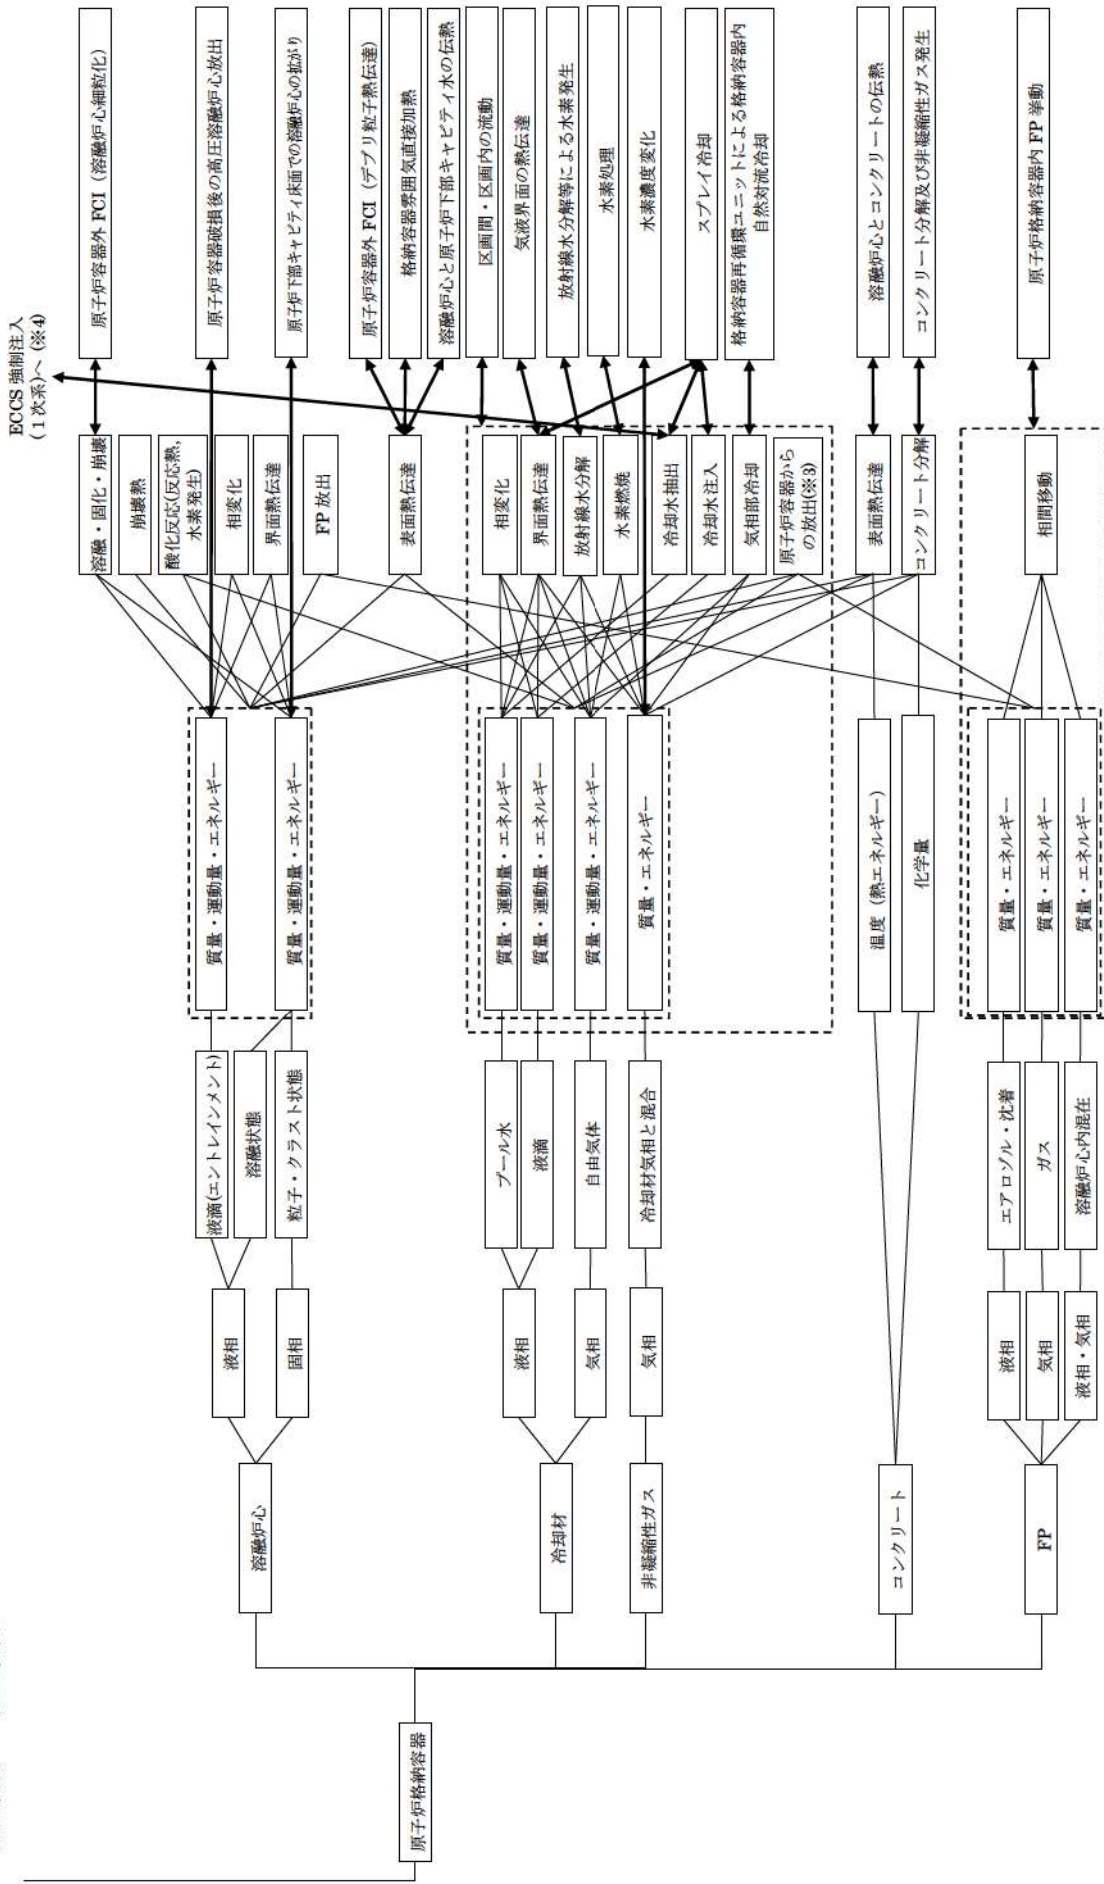 原子炉格納容器
溶融炉心
冷却材
非凝縮性ガス
コンクリート
FP
液相
固相
液相
気相
気相
液相
気相
液相・気相
液滴(エントレインメント)
溶融状態
粒子・クラスト状態
プール水
液滴
自由気体
冷却材気相と混合
エアロゾル・沈着
ガス
溶融炉心内混在
質量・運動量・エネルギー
質量・運動量・エネルギー
質量・運動量・エネルギー
質量・運動量・エネルギー
質量・運動量・エネルギー
質量・エネルギー
温度（熱エネルギー）
化学量
質量・エネルギー
質量・エネルギー
質量・エネルギー
溶融・固化・崩壊
崩壊熱
酸化反応(反応熱,
水素発生)
相変化
界面熱伝達
FP 放出
表面熱伝達
相変化
界面熱伝達
放射線水分解
水素燃焼
冷却水抽出
冷却水注入
気相部冷却
原子炉容器から
の放出(※3)
表面熱伝達
コンクリート分解
相間移動
ECCS 強制注入
(１次系)へ (※4)
原子炉容器外 FCI（溶融炉心細粒化）
原子炉容器破損後の高圧溶融炉心放出
原子炉下部キャビティ床面での溶融炉心の拡がり
原子炉容器外 FCI（デブリ粒子熱伝達）
格納容器雰囲気直接加熱
溶融炉心と原子炉下部キャビティ水の伝熱
区画間・区画内の流動
気液界面の熱伝達
放射線水分解等による水素発生
水素処理
水素濃度変化
スプレイ冷却
格納容器再循環ユニットによる格納容器内
自然対流冷却
溶融炉心とコンクリートの伝熱
コンクリート分解及び非凝縮性ガス発生
原子炉格納容器内 FP 挙動